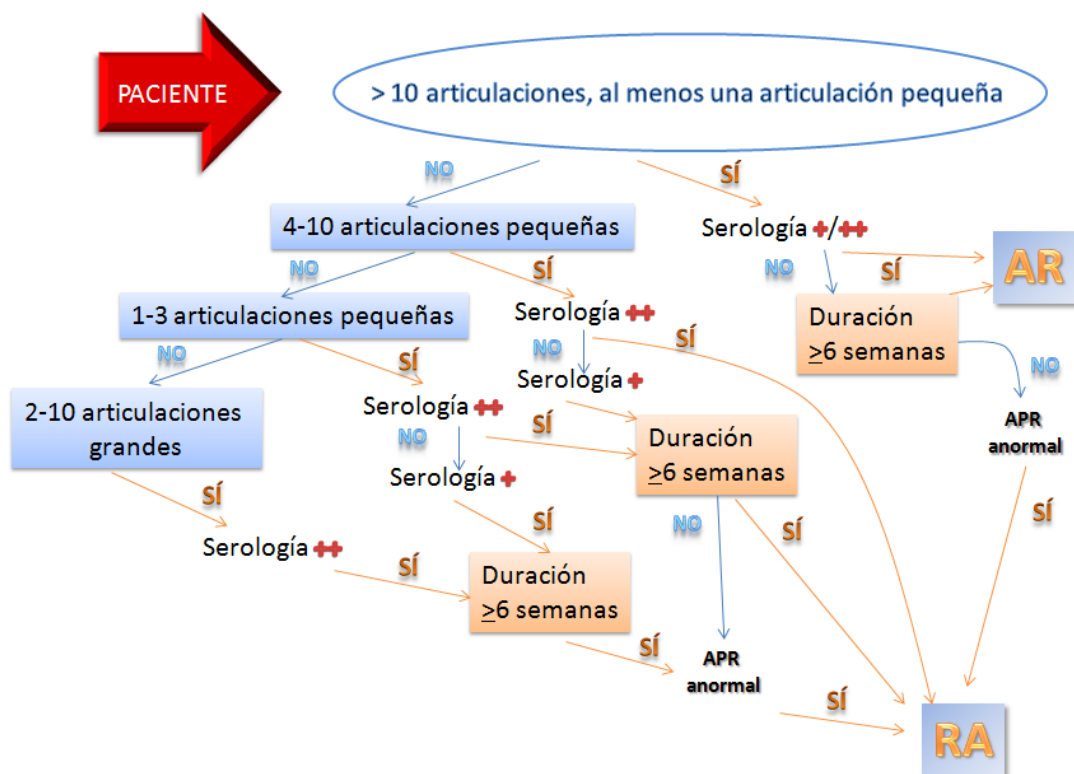 PACIENTE
> 10 articulaciones, al menos una articulación pequeña
NO
SÍ
4-10 articulaciones pequeñas
Serología +/++
NO
SÍ
NO
SÍ
AR
1-3 articulaciones pequeñas
Serología ++
Duración
≥6 semanas
NO
SÍ
NO
SÍ
NO
2-10 articulaciones
grandes
Serología ++
Serología +
APR
anormal
NO
SÍ
Duración
≥6 semanas
Serología +
SÍ
SÍ
NO
SÍ
SÍ
Serología ++
SÍ
Duración
≥6 semanas
SÍ
APR
anormal
SÍ
RA